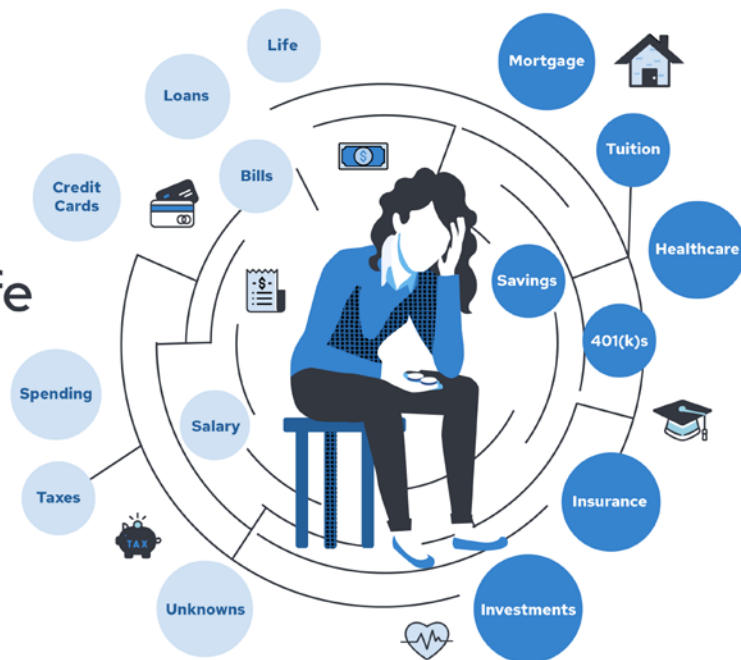 Life
Mortgage
Loans
Tuition
Bills
Credit
Cards
$
Healthcare
Savings
-$-
fe
401(k)s
Spending
Salary
Taxes
Insurance
TAX
Unknowns
Investments